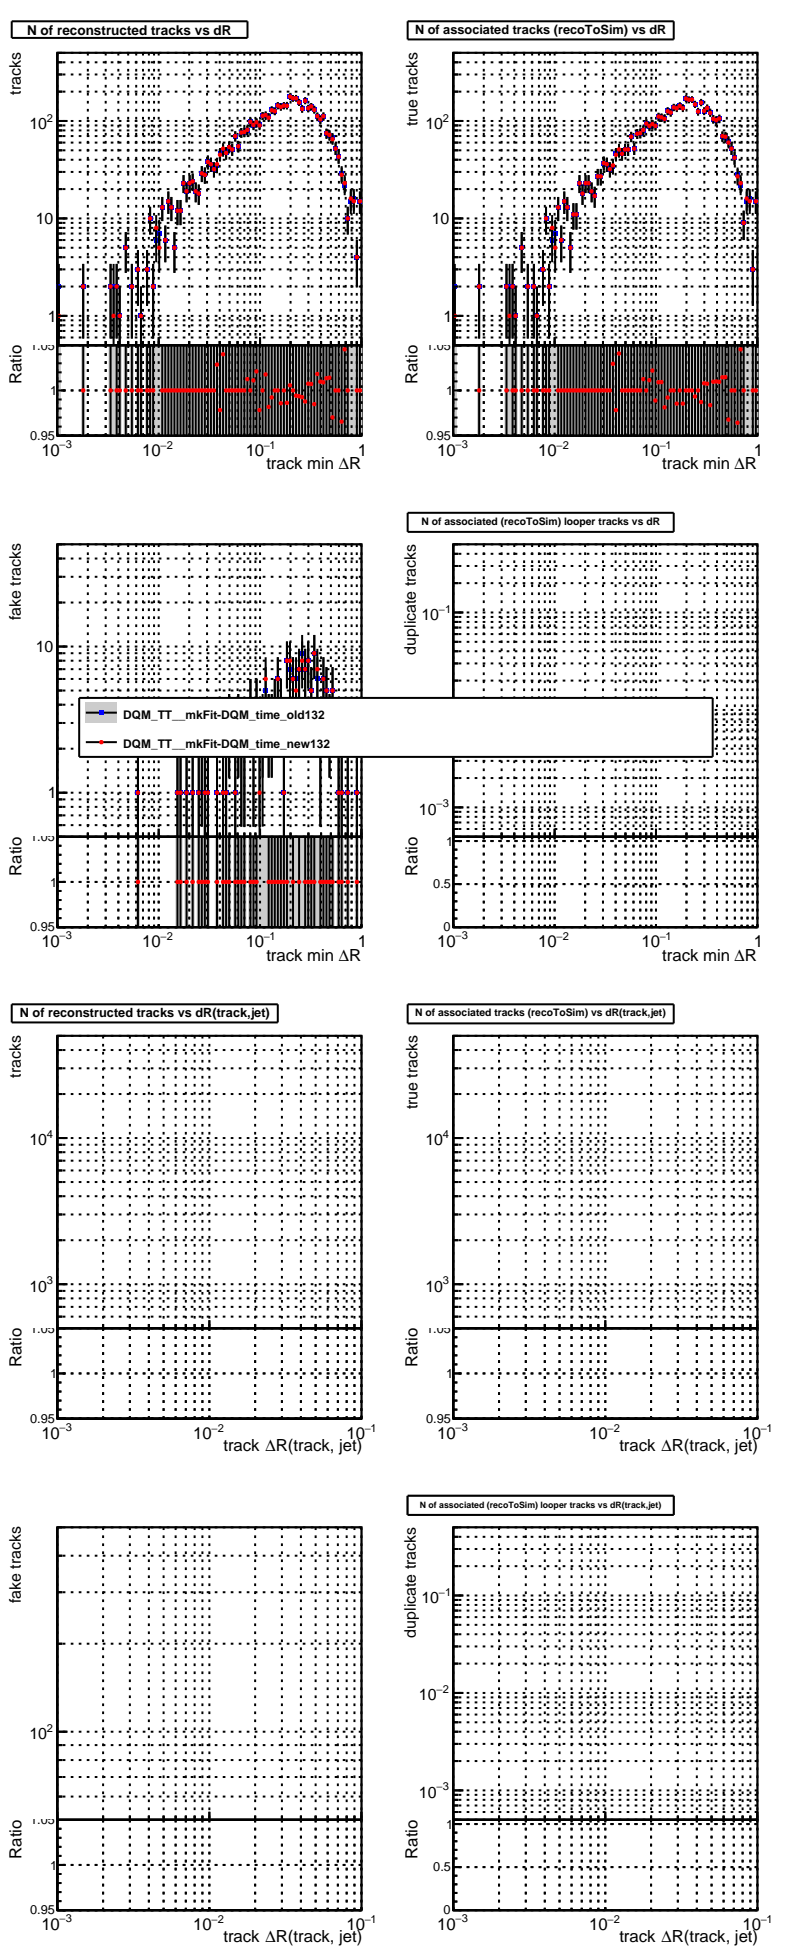 N of reconstructed tracks vs dR
N of associated tracks (recoToSim) vs dR
tracks
10²
10
1
Ratio
1.05
1
0.95
10⁻³
10⁻²
10⁻¹
1
track min ΔR
true tracks
10²
10
1
Ratio
1.05
1
0.95
10⁻³
10⁻²
10⁻¹
1
track min ΔR
N of associated (recoToSim) looper tracks vs dR
fake tracks
10
1
Ratio
1.05
1
0.95
10⁻³
10⁻²
10⁻¹
1
track min ΔR
duplicate tracks
10⁻¹
10⁻³
Ratio
1
0.5
0
10⁻³
10⁻²
10⁻¹
1
track min ΔR
DQM_TT__mkFit-DQM_time_old132
DQM_TT__mkFit-DQM_time_new132
N of reconstructed tracks vs dR(track,jet)
N of associated tracks (recoToSim) vs dR(track,jet)
tracks
10⁴
10³
Ratio
1.05
1
0.95
10⁻³
10⁻²
10⁻¹
track ΔR(track, jet)
true tracks
10⁴
10³
Ratio
1.05
1
0.95
10⁻³
10⁻²
10⁻¹
track ΔR(track, jet)
N of associated (recoToSim) looper tracks vs dR(track,jet)
fake tracks
10²
Ratio
1.05
1
0.95
10⁻³
10⁻²
10⁻¹
track ΔR(track, jet)
duplicate tracks
10⁻¹
10⁻²
10⁻³
Ratio
1
0.5
0
10⁻³
10⁻²
10⁻¹
track ΔR(track, jet)